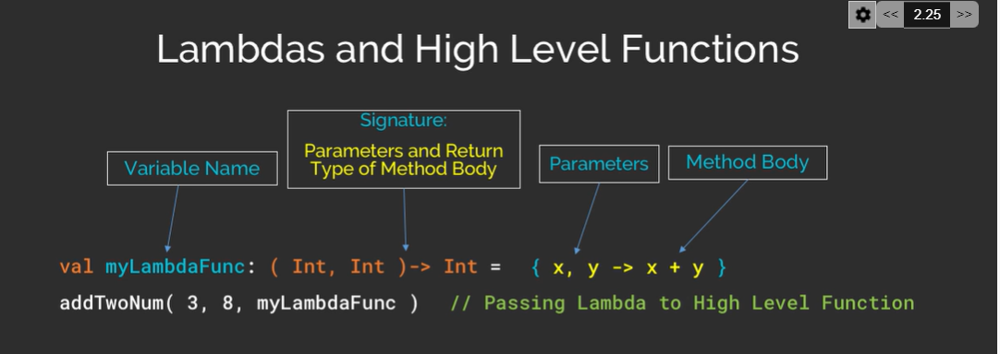 << 2.25 >>
Lambdas and High Level Functions
Signature:
Parameters and Return
Type of Method Body
Variable Name
Parameters
Method Body
val myLambdaFunc: ( Int, Int )-> Int = { x, y -> x + y }
addTwoNum( 3, 8, myLambdaFunc ) // Passing Lambda to High Level Function